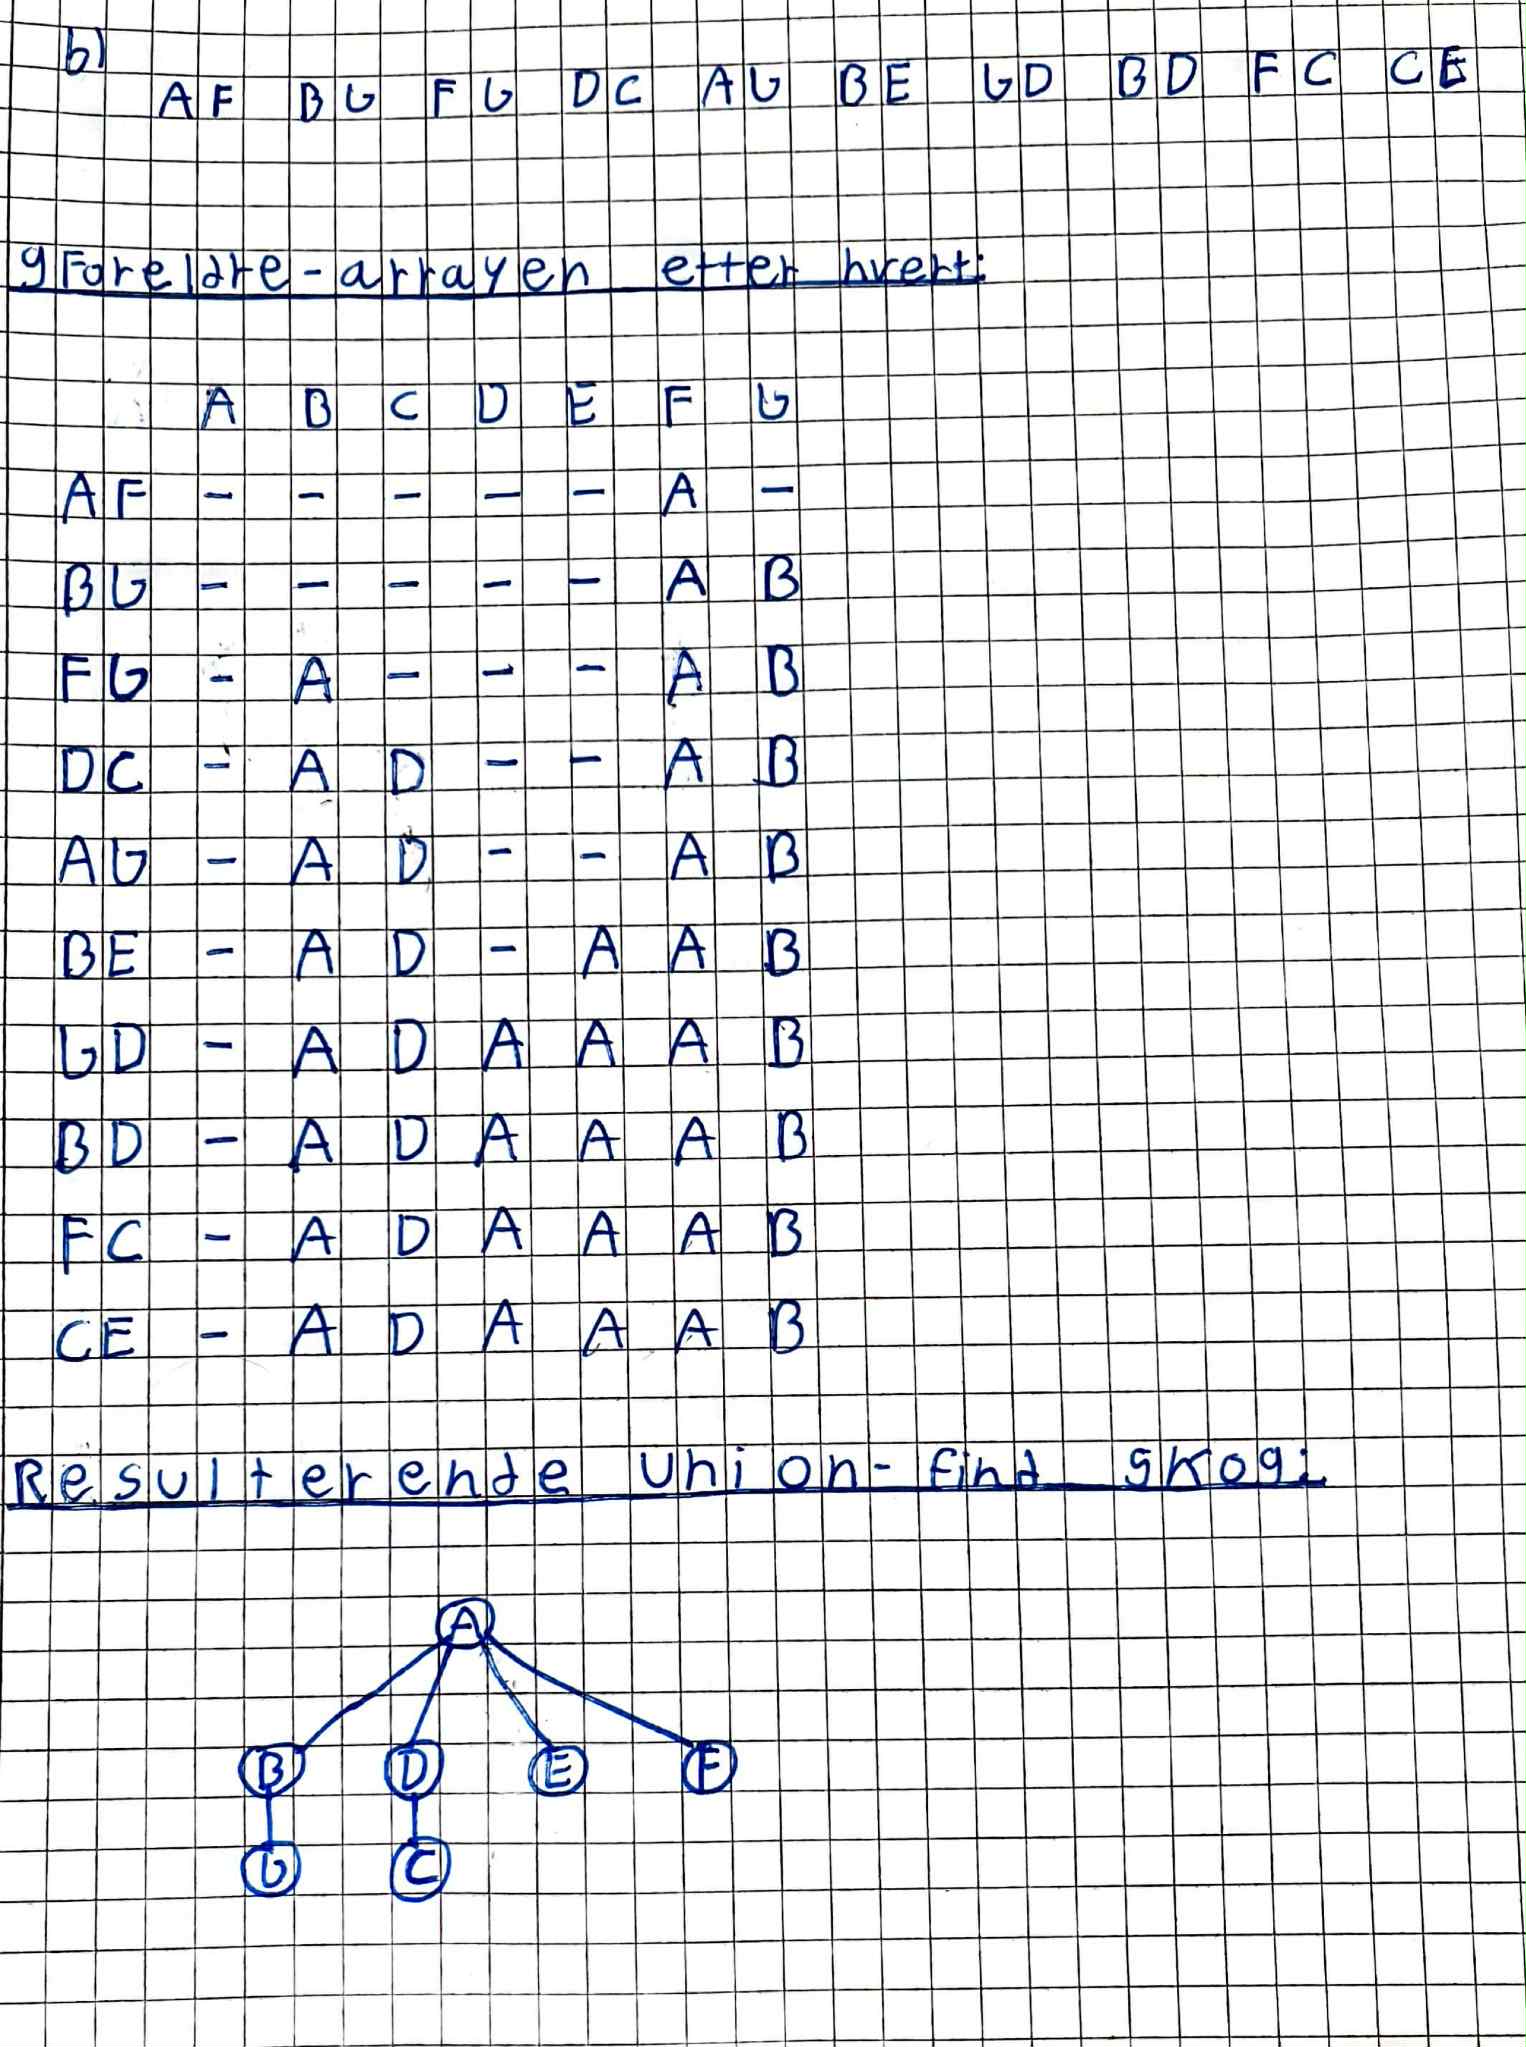 b)
AF BG FG DC AG BE GD BD FC CE
Foreldre-arrayen etter hvert:
A B C D E F G
AF - - - - - A -
BG - - - - - A B
FG - A - - - A B
DC - A D - - A B
AG - A D - - A B
BE - A D - A A B
GD - A D A A A B
BD - A D A A A B
FC - A D A A A B
CE - A D A A A B
Resulterende union-find skog:
A
B D E F
G C